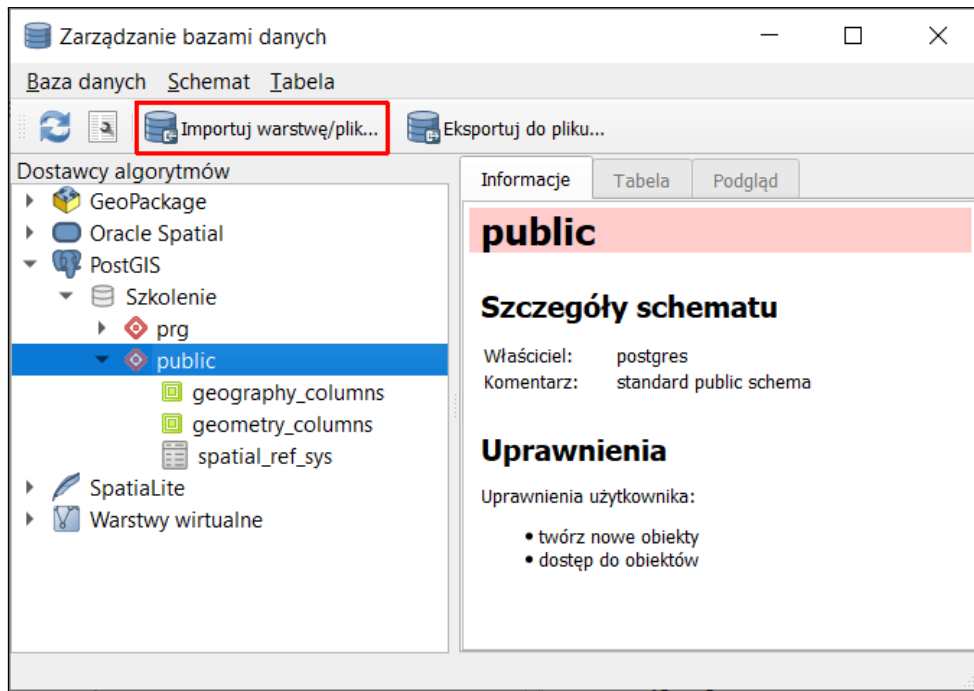 Zarządzanie bazami danych
Baza danych Schemat Tabela
Importuj warstwę/plik... Eksportuj do pliku...
Dostawcy algorytmów
GeoPackage
Oracle Spatial
PostGIS
Szkolenie
prg
public
geography_columns
geometry_columns
spatial_ref_sys
SpatiaLite
Warstwy wirtualne
Informacje Tabela Podgląd
public
Szczegóły schematu
Właściciel: postgres
Komentarz: standard public schema
Uprawnienia
Uprawnienia użytkownika:
• twórz nowe obiekty
• dostęp do obiektów